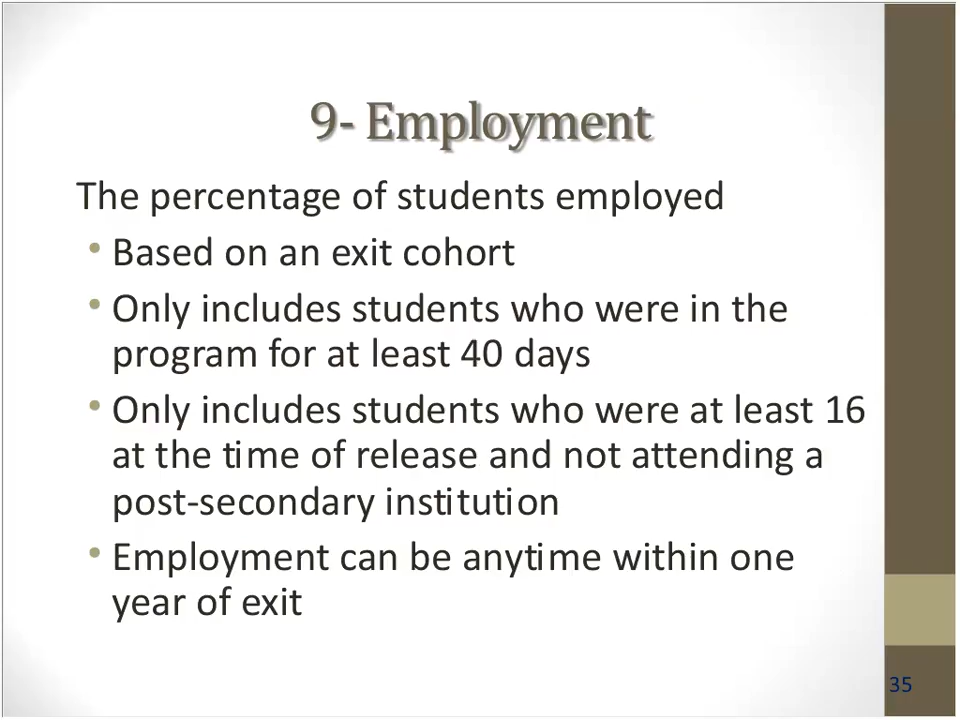 9- Employment
The percentage of students employed
• Based on an exit cohort
• Only includes students who were in the
program for at least 40 days
• Only includes students who were at least 16
at the time of release and not attending a
post-secondary institution
• Employment can be anytime within one
year of exit
35